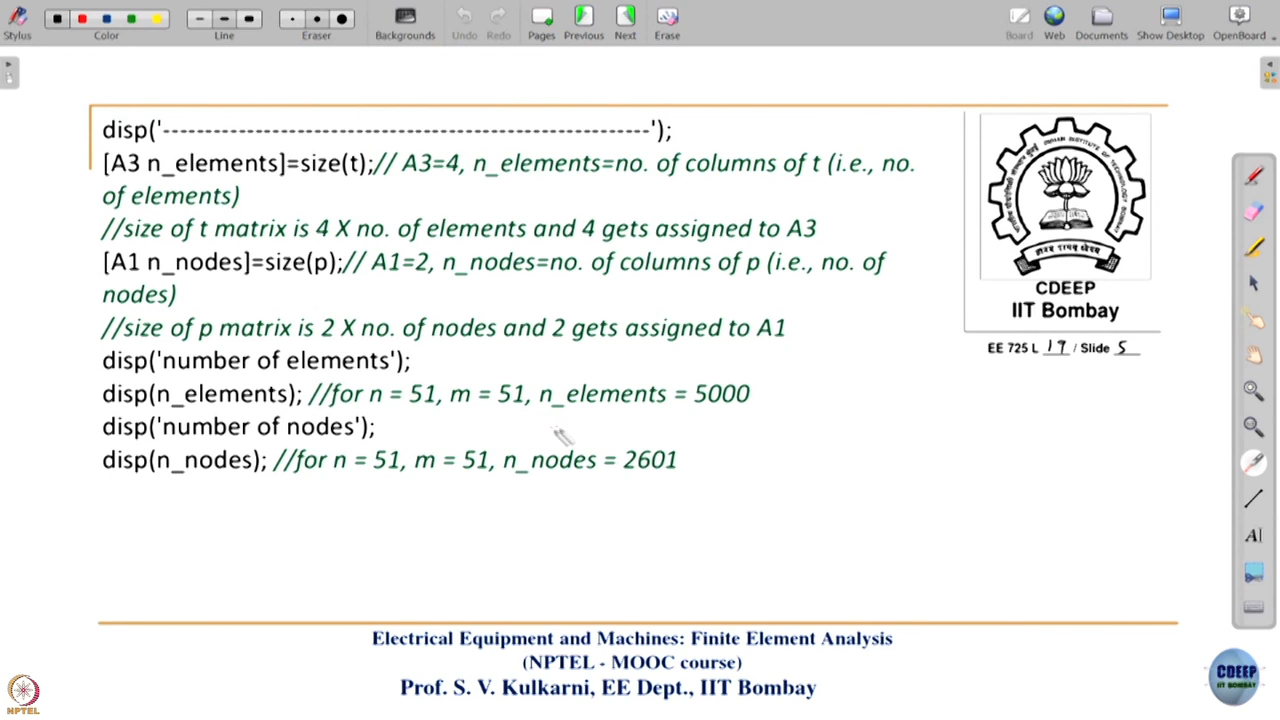 Stylus
Color
Line
Eraser
Backgrounds
Undo
Redo
Pages
Previous
Next
Erase
Board
Web
Documents
Show Desktop
OpenBoard
disp('----------------------------------------------------------');
[A3 n_elements]=size(t);// A3=4, n_elements=no. of columns of t (i.e., no.
of elements)
//size of t matrix is 4 X no. of elements and 4 gets assigned to A3
[A1 n_nodes]=size(p);// A1=2, n_nodes=no. of columns of p (i.e., no. of
nodes)
//size of p matrix is 2 X no. of nodes and 2 gets assigned to A1
disp('number of elements');
disp(n_elements); //for n = 51, m = 51, n_elements = 5000
disp('number of nodes');
disp(n_nodes); //for n = 51, m = 51, n_nodes = 2601
CDEEP
IIT Bombay
EE 725 L 19 / Slide 5
AI
Electrical Equipment and Machines: Finite Element Analysis
(NPTEL - MOOC course)
Prof. S. V. Kulkarni, EE Dept., IIT Bombay
NPTEL
CDEEP
IIT BOMBAY